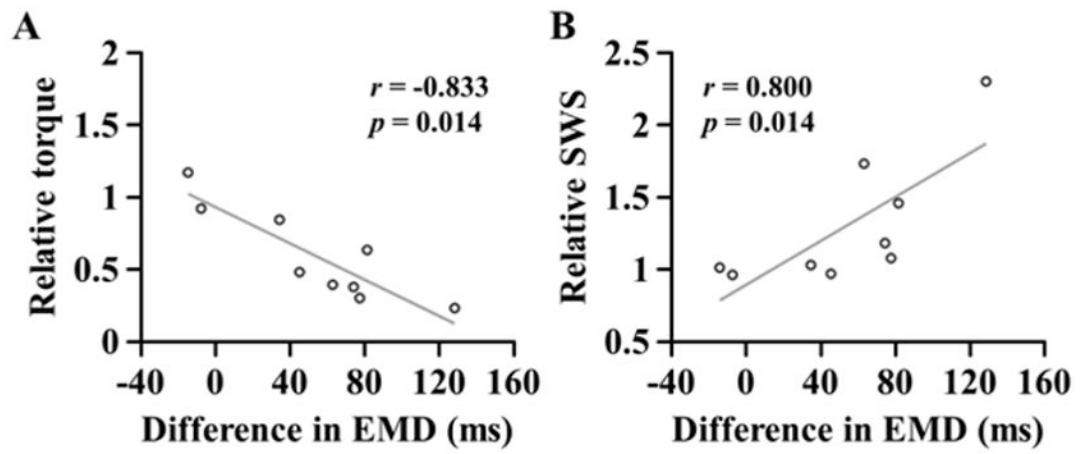 A
Relative torque
2
1.5
1
0.5
0
r = -0.833
p = 0.014
-40 0 40 80 120 160
Difference in EMD (ms)
B
Relative SWS
2.5
2
1.5
1
0.5
r = 0.800
p = 0.014
-40 0 40 80 120 160
Difference in EMD (ms)